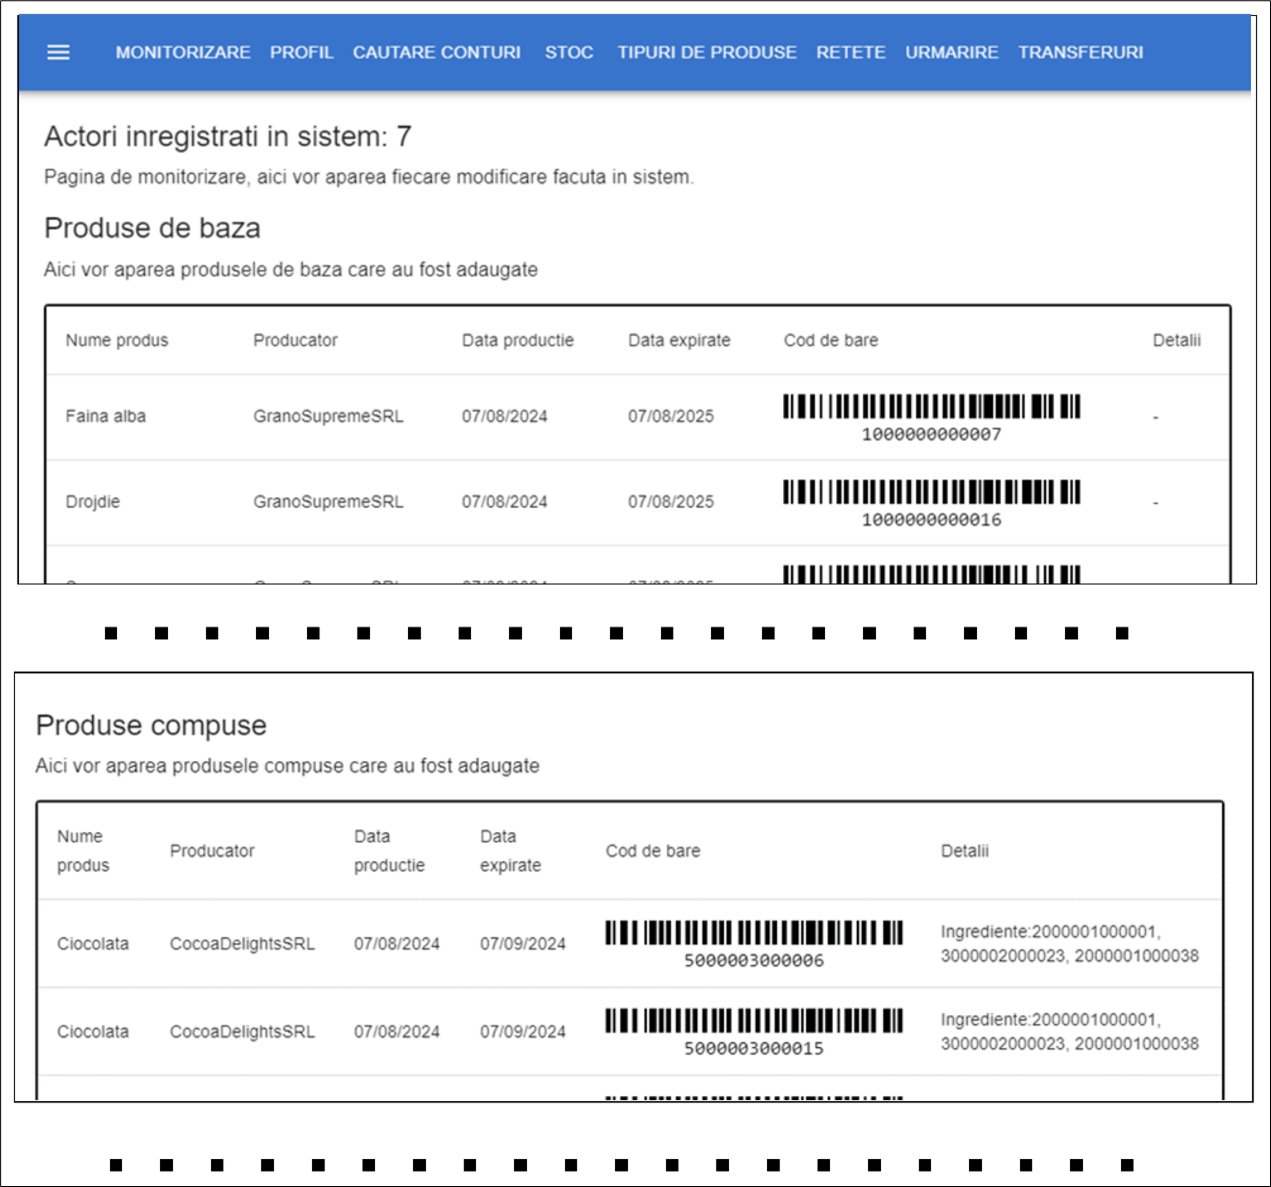 MONITORIZARE PROFIL CAUTARE CONTURI STOC TIPURI DE PRODUSE RETETE URMARIRE TRANSFERURI
Actori inregistrati in sistem: 7
Pagina de monitorizare, aici vor aparea fiecare modificare facuta in sistem.
Produse de baza
Aici vor aparea produsele de baza care au fost adaugate
Nume produs Producator Data productie Data expirate Cod de bare Detalii
Faina alba GranoSupremeSRL 07/08/2024 07/08/2025 1000000000007 -
Drojdie GranoSupremeSRL 07/08/2024 07/08/2025 1000000000016 -
Produse compuse
Aici vor aparea produsele compuse care au fost adaugate
Nume produs Producator Data productie Data expirate Cod de bare Detalii
Ciocolata CocoaDelightsSRL 07/08/2024 07/09/2024 5000003000006 Ingrediente:2000001000001,
3000002000023, 2000001000038
Ciocolata CocoaDelightsSRL 07/08/2024 07/09/2024 5000003000015 Ingrediente:2000001000001,
3000002000023, 2000001000038